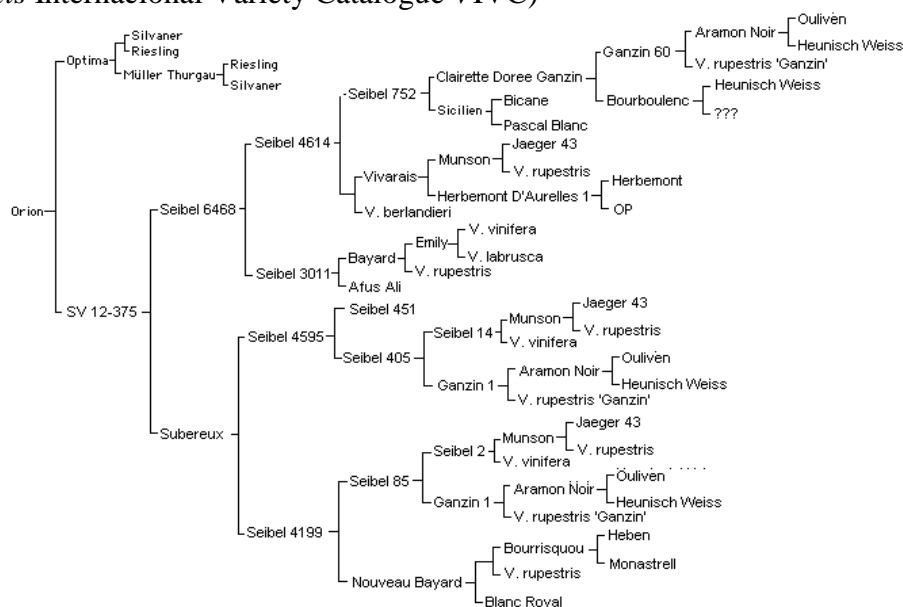 ts Internacional Variety Catalogue VIVC)
Oulivèn
Silvaner
Aramon Noir
Riesling
Heunisch Weiss
Optima
Ganzin 60
V. rupestris 'Ganzin'
Müller Thurgau
Riesling
Silvaner
Clairette Doree Ganzin
Heunisch Weiss
Seibel 752
Bourboulenc
???
Sicilien
Bicane
Pascal Blanc
Seibel 4614
Jaeger 43
Munson
V. rupestris
Vivarais
Herbemont
Herbemont D'Aurelles 1
OP
V. berlandieri
Orion
Seibel 6468
V. vinifera
Emily
V. labrusca
Bayard
V. rupestris
Seibel 3011
Afus Ali
SV 12-375
Seibel 451
Jaeger 43
Munson
Seibel 14
V. rupestris
Seibel 4595
V. vinifera
Seibel 405
Oulivèn
Aramon Noir
Heunisch Weiss
Ganzin 1
V. rupestris 'Ganzin'
Subereux
Jaeger 43
Munson
Seibel 2
V. rupestris
V. vinifera
Seibel 85
Oulivèn
Aramon Noir
Ganzin 1
Heunisch Weiss
V. rupestris 'Ganzin'
Seibel 4199
Heben
Bourrisquou
Monastrell
V. rupestris
Nouveau Bayard
Blanc Royal